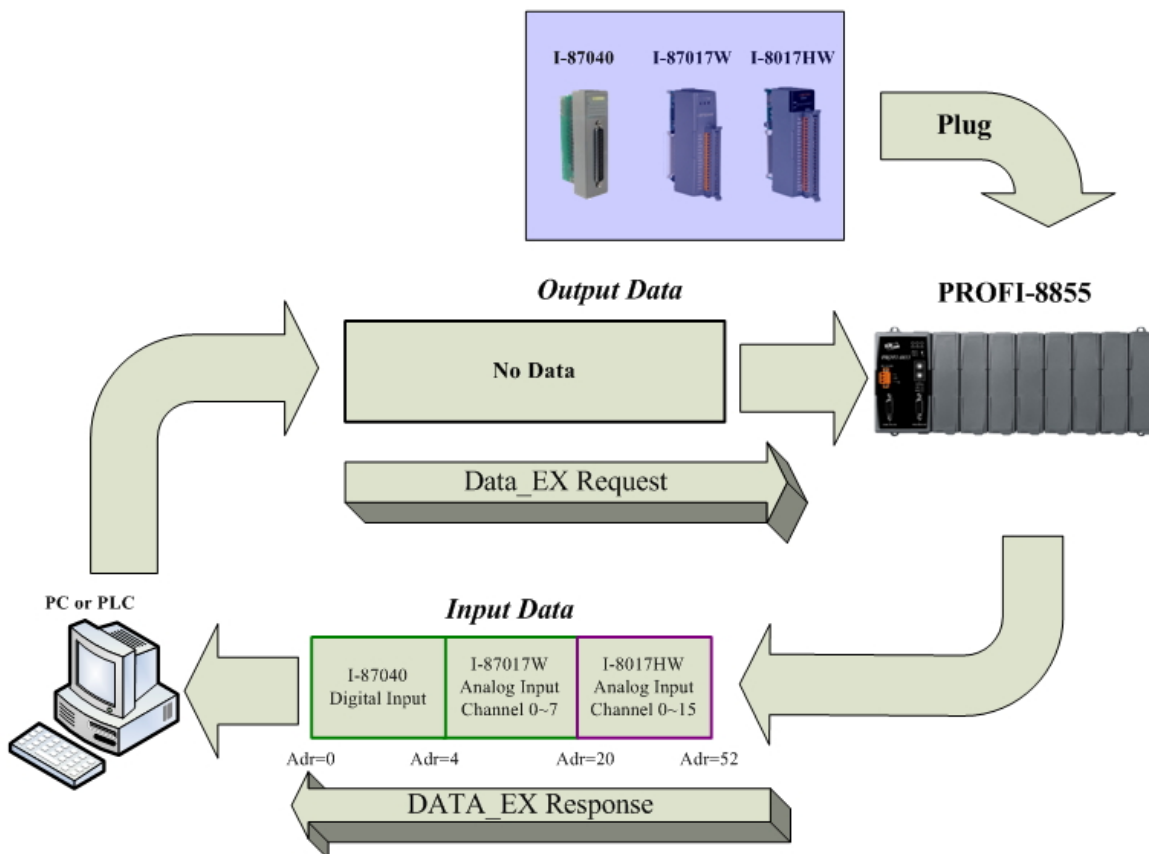 I-87040 I-87017W I-8017HW
Plug
Output Data
PROFI-8855
No Data
Data_EX Request
PC or PLC
Input Data
I-87040
Digital Input
I-87017W
Analog Input
Channel 0~7
I-8017HW
Analog Input
Channel 0~15
Adr=0 Adr=4 Adr=20 Adr=52
DATA_EX Response